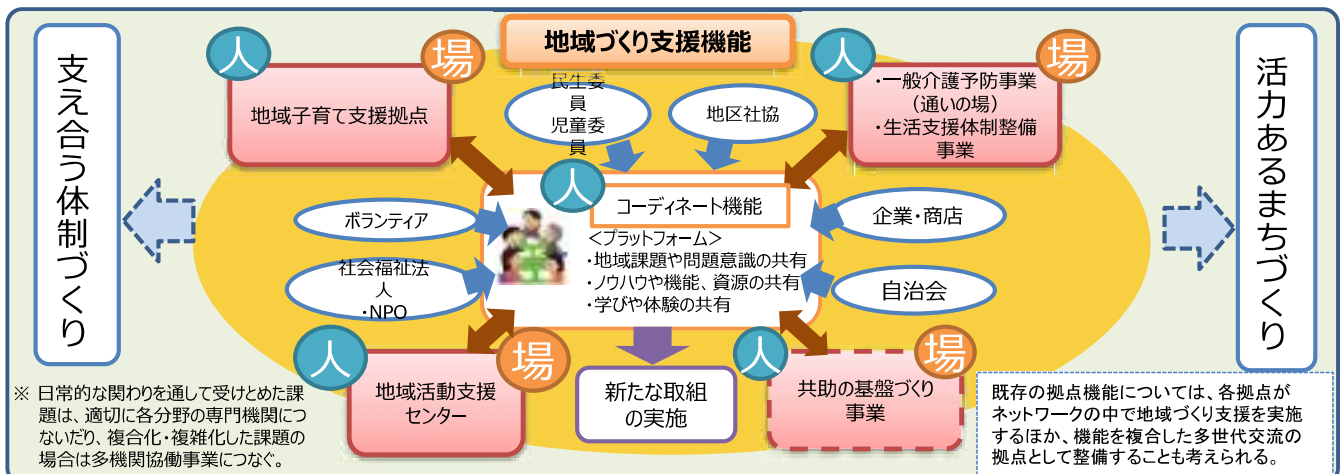 地域づくり支援機能
支え合う体制づくり
活力あるまちづくり
人
場
地域子育て支援拠点
民生委
員
児童委
員
地区社協
人
場
・一般介護予防事業
（通いの場）
・生活支援体制整備
事業
人
コーディネート機能
<プラットフォーム>
・地域課題や問題意識の共有
・ノウハウや機能、資源の共有
・学びや体験の共有
ボランティア
社会福祉法
人
・NPO
企業・商店
自治会
人
場
地域活動支援
センター
新たな取組
の実施
人
場
共助の基盤づくり
事業
※ 日常的な関わりを通して受けとめた課
題は、適切に各分野の専門機関につ
ないだり、複合化・複雑化した課題の
場合は多機関協働事業につなぐ。
既存の拠点機能については、各拠点が
ネットワークの中で地域づくり支援を実施
するほか、機能を複合した多世代交流の
拠点として整備することも考えられる。